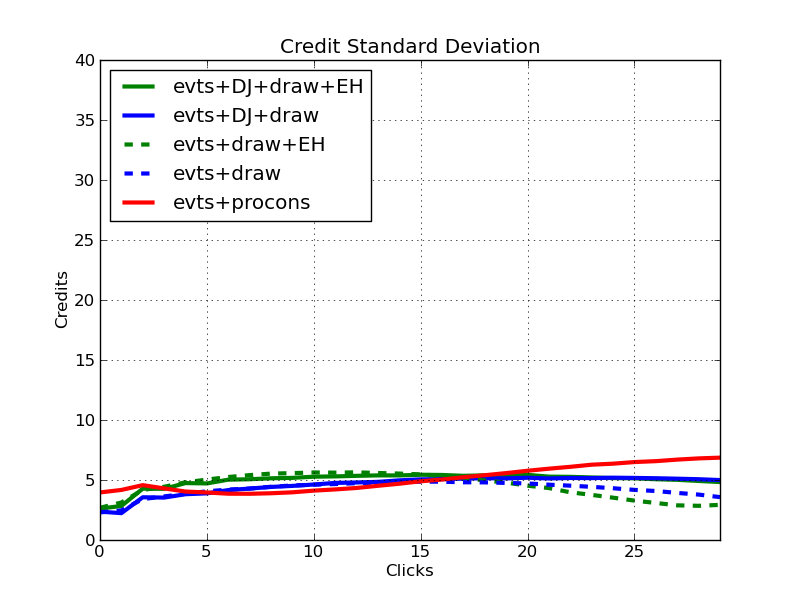 Credit Standard Deviation
40
35
30
25
20
15
10
5
0
Credits
evts+DJ+draw+EH
evts+DJ+draw
evts+draw+EH
evts+draw
evts+procons
0 5 10 15 20 25
Clicks